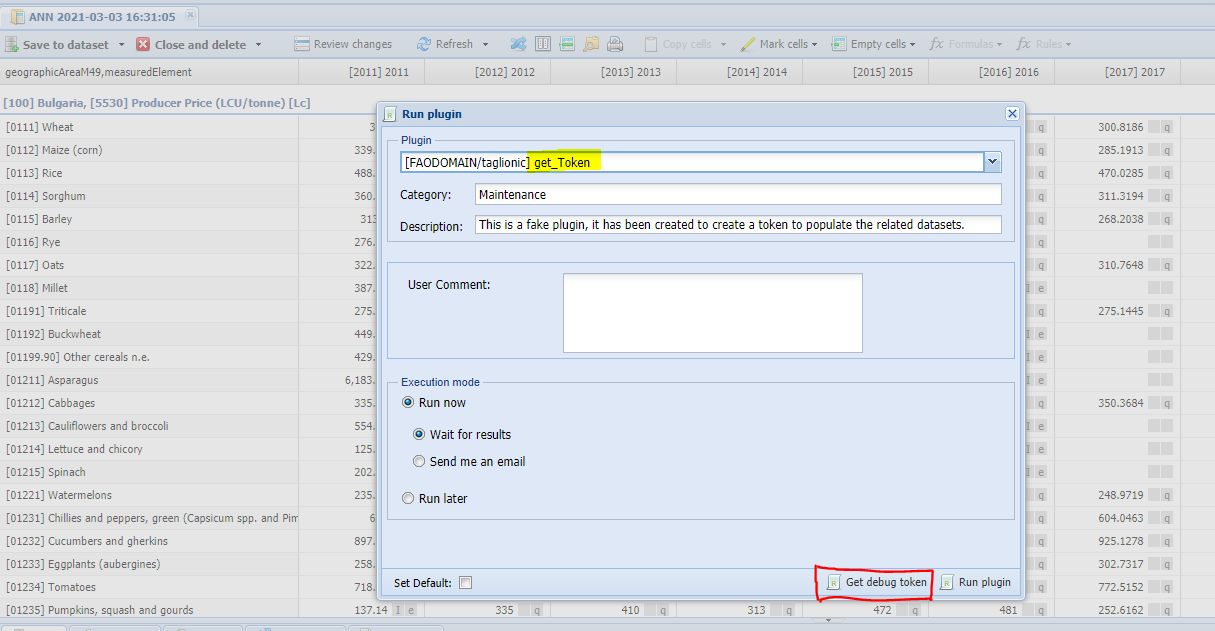 ANN 2021-03-03 16:31:05
Save to dataset Close and delete Review changes Refresh Copy cells Mark cells Empty cells fx Formulas fx Rules
geographicAreaM49,measuredElement [2011] 2011 [2012] 2012 [2013] 2013 [2014] 2014 [2015] 2015 [2016] 2016 [2017] 2017
[100] Bulgaria, [5530] Producer Price (LCU/tonne) [Lc]
[0111] Wheat 3 q 300.8186 q
[0112] Maize (corn) 339. q 285.1913 q
[0113] Rice 488. q 470.0285 q
[0114] Sorghum 360. q 311.3194 q
[0115] Barley 313 q 268.2038 q
[0116] Rye 276. q
[0117] Oats 322. q 310.7648 q
[0118] Millet 387. I e
[01191] Triticale 275. q 275.1445 q
[01192] Buckwheat 449. I e
[01199.90] Other cereals n.e. 429. I e
[01211] Asparagus 6,183. I e
[01212] Cabbages 335. q 350.3684 q
[01213] Cauliflowers and broccoli 554. I e
[01214] Lettuce and chicory 125. I e
[01215] Spinach 202. I e
[01221] Watermelons 235. q 248.9719 q
[01231] Chillies and peppers, green (Capsicum spp. and Pim 6 q 604.0463 q
[01232] Cucumbers and gherkins 897. q 925.1278 q
[01233] Eggplants (aubergines) 258. q 302.7317 q
[01234] Tomatoes 718. q 772.5152 q
[01235] Pumpkins, squash and gourds 137.14 I e 335 q 410 q 313 q 472 q 481 q 252.6162 q
Run plugin
Plugin
[FAODOMAIN/taglionic] get_Token
Category: Maintenance
Description: This is a fake plugin, it has been created to create a token to populate the related datasets.
User Comment:
Execution mode
Run now
Wait for results
Send me an email
Run later
Set Default: Get debug token Run plugin